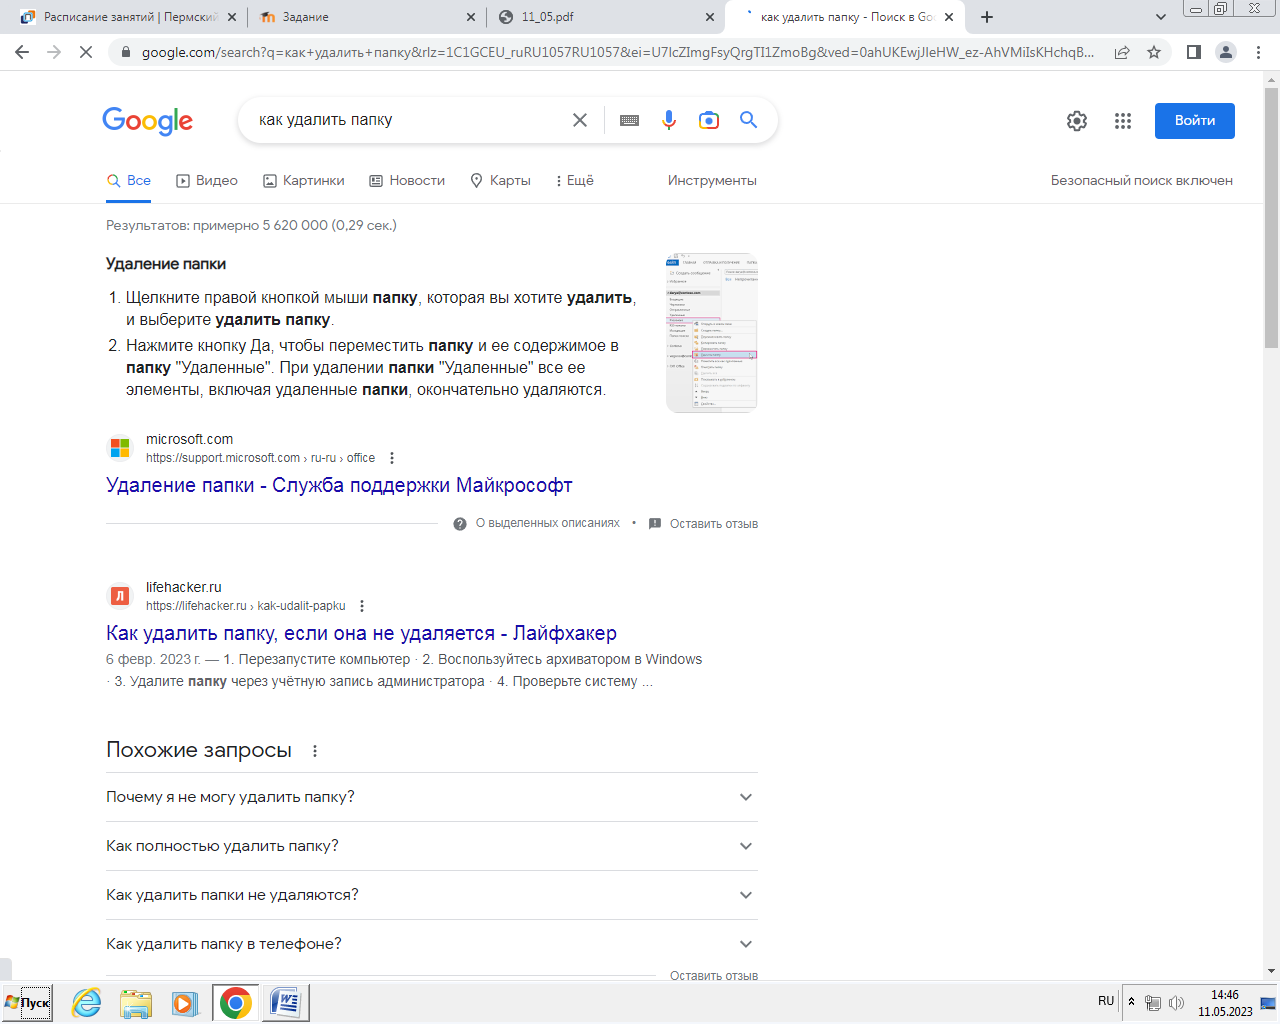 Расписание занятий | Пермский
Задание
11_05.pdf
как удалить папку - Поиск в Goo
google.com/search?q=как+удалить+папку&rlz=1C1GCEU_ruRU1057RU1057&ei=U7lcZImgFsyQrgTI1ZmoBg&ved=0ahUKEwjJleHW_ez-AhVMiIsKHchqB...
Google
как удалить папку
Войти
Все
Видео
Картинки
Новости
Карты
Ещё
Инструменты
Безопасный поиск включен
Результатов: примерно 5 620 000 (0,29 сек.)
Удаление папки
1. Щелкните правой кнопкой мыши папку, которая вы хотите удалить,
и выберите удалить папку.
2. Нажмите кнопку Да, чтобы переместить папку и ее содержимое в
папку "Удаленные". При удалении папки "Удаленные" все ее
элементы, включая удаленные папки, окончательно удаляются.
microsoft.com
https://support.microsoft.com › ru-ru › office
Удаление папки - Служба поддержки Майкрософт
О выделенных описаниях • Оставить отзыв
Л
lifehacker.ru
https://lifehacker.ru › kak-udalit-papku
Как удалить папку, если она не удаляется - Лайфхакер
6 февр. 2023 г. — 1. Перезапустите компьютер · 2. Воспользуйтесь архиватором в Windows
· 3. Удалите папку через учётную запись администратора · 4. Проверьте систему ...
Похожие запросы
Почему я не могу удалить папку?
Как полностью удалить папку?
Как удалить папки не удаляются?
Как удалить папку в телефоне?
Оставить отзыв
Пуск
RU
14:46
11.05.2023